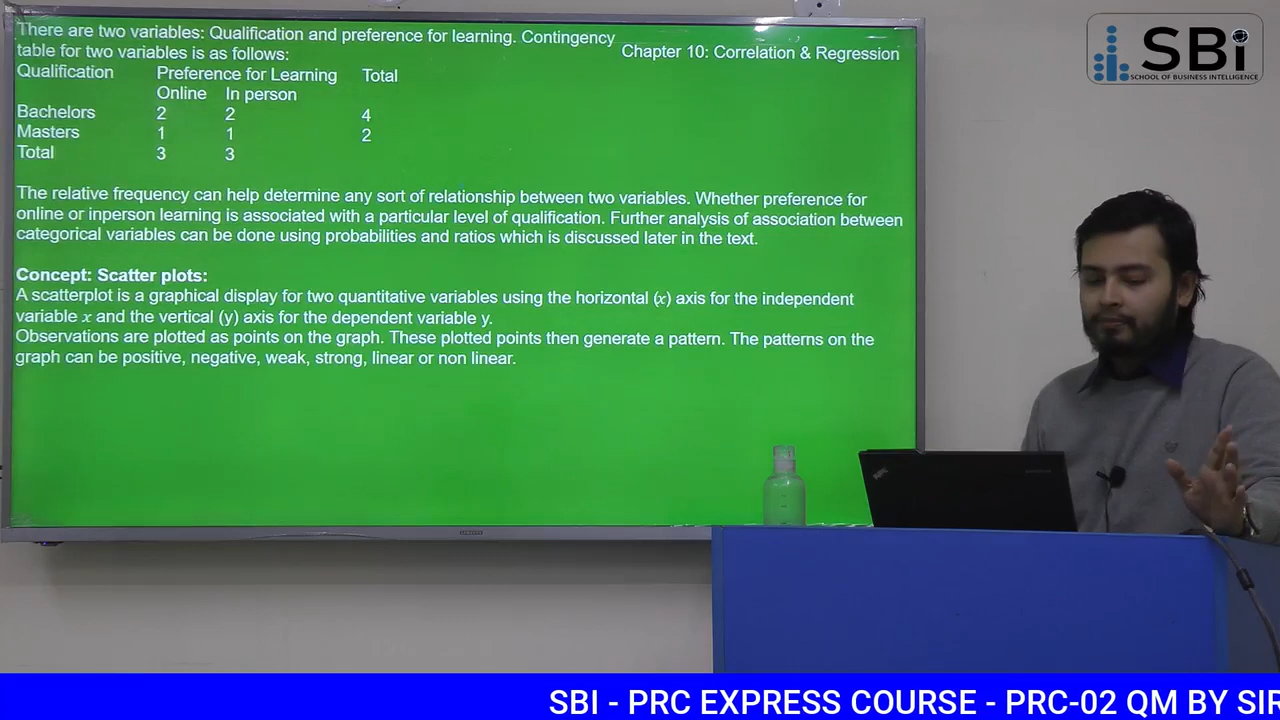 There are two variables: Qualification and preference for learning. Contingency
table for two variables is as follows:
Chapter 10: Correlation & Regression
Qualification Preference for Learning Total
Online In person
Bachelors 2 2 4
Masters 1 1 2
Total 3 3
The relative frequency can help determine any sort of relationship between two variables. Whether preference for
online or inperson learning is associated with a particular level of qualification. Further analysis of association between
categorical variables can be done using probabilities and ratios which is discussed later in the text.
Concept: Scatter plots:
A scatterplot is a graphical display for two quantitative variables using the horizontal (x) axis for the independent
variable x and the vertical (y) axis for the dependent variable y.
Observations are plotted as points on the graph. These plotted points then generate a pattern. The patterns on the
graph can be positive, negative, weak, strong, linear or non linear.
SBi
SCHOOL OF BUSINESS INTELLIGENCE
SAMSUNG
ThinkPad
SBI - PRC EXPRESS COURSE - PRC-02 QM BY SIR